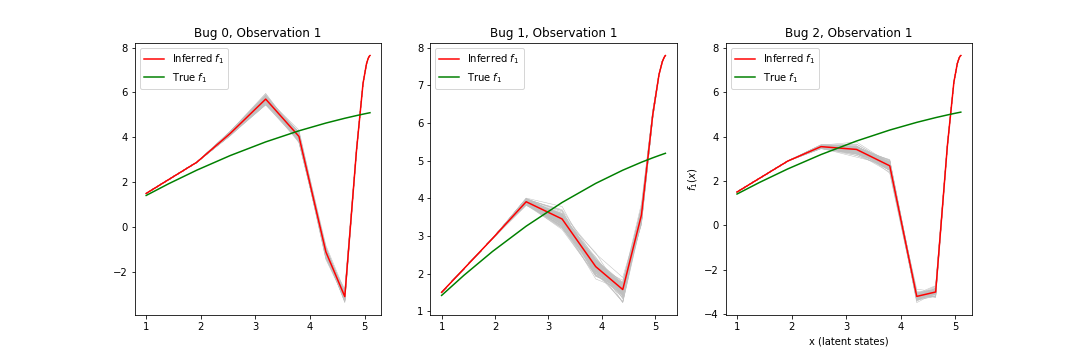 Bug 0, Observation 1
Inferred f₁
True f₁
8
6
4
2
0
−2
1 2 3 4 5
Bug 1, Observation 1
Inferred f₁
True f₁
8
7
6
5
4
3
2
1
1 2 3 4 5
Bug 2, Observation 1
Inferred f₁
True f₁
f₁(x)
8
6
4
2
0
−2
−4
1 2 3 4 5
x (latent states)